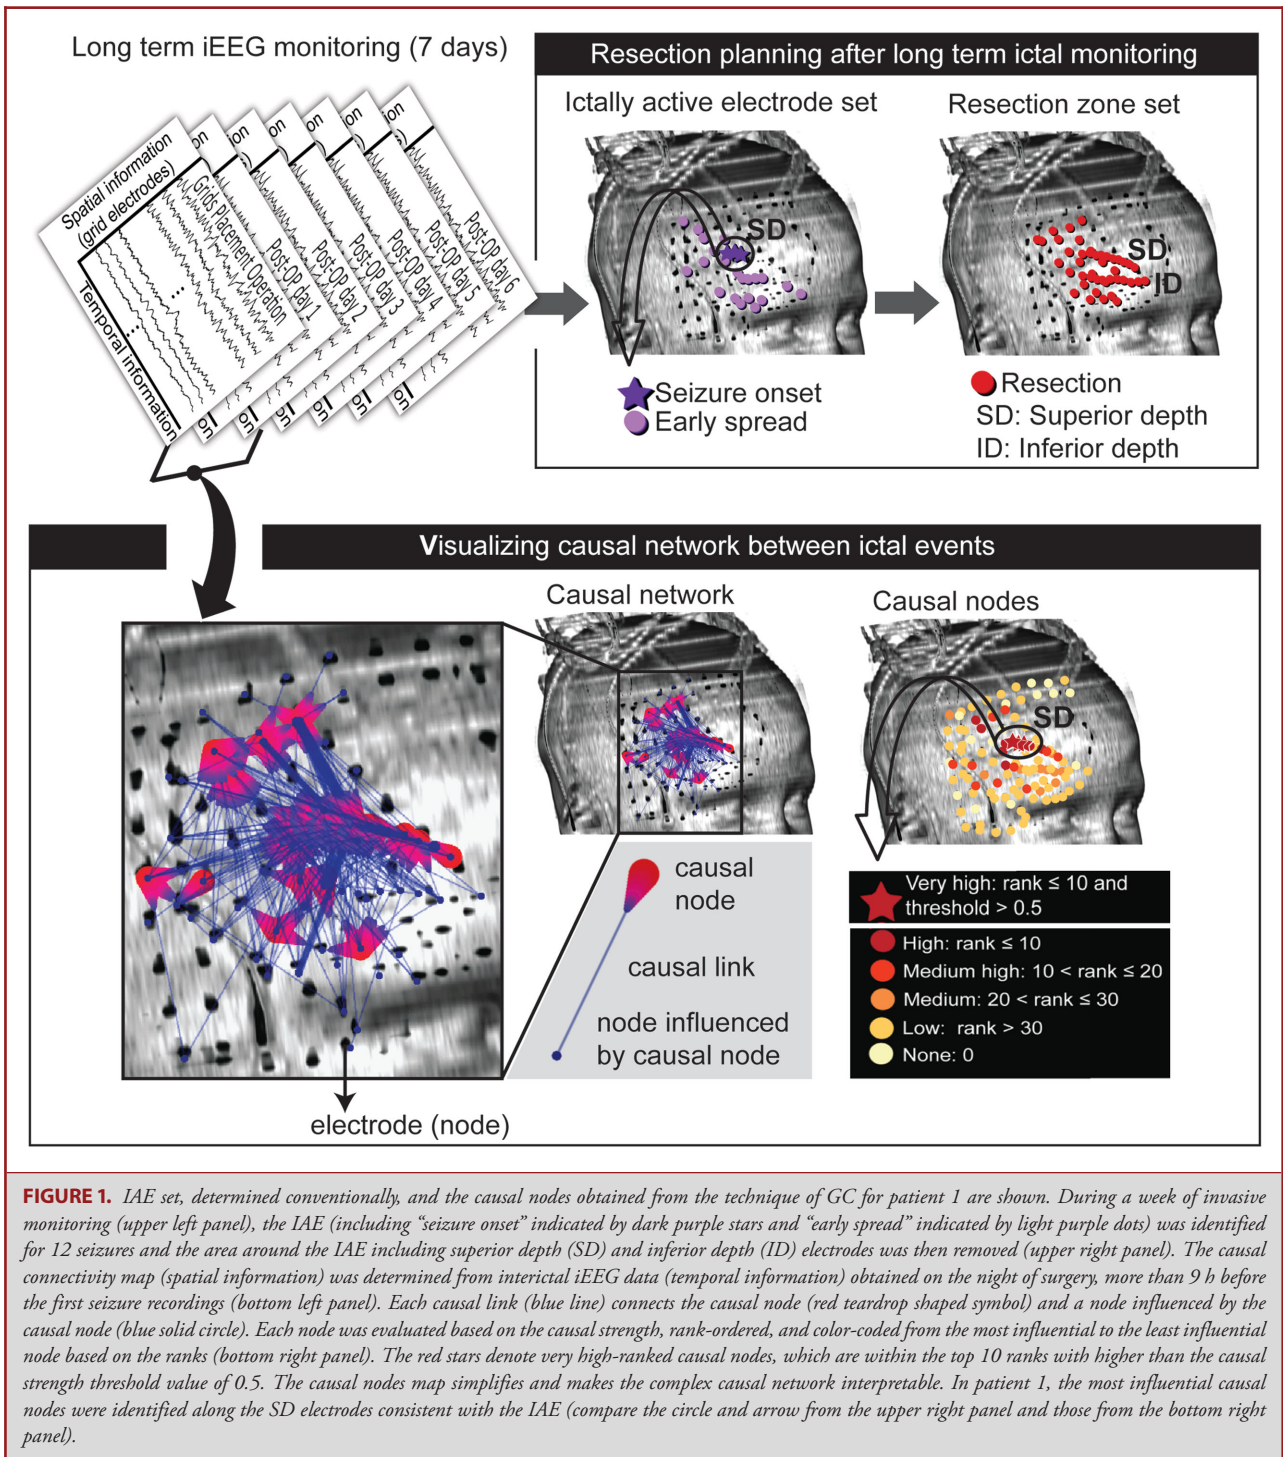 Long term iEEG monitoring (7 days)
Spatial information
(grid electrodes)
Temporal information
Grids Placement Operation
Post-OP day 1
Post-OP day 2
Post-OP day 3
Post-OP day 4
Post-OP day 5
Post-OP day 6
ion
ion
ion
ion
on
on
on
on
on
on
Resection planning after long term ictal monitoring
Ictally active electrode set
Resection zone set
SD
SD
ID
Seizure onset
Early spread
Resection
SD: Superior depth
ID: Inferior depth
Visualizing causal network between ictal events
Causal network
Causal nodes
SD
causal
node
causal link
node influenced
by causal node
electrode (node)
Very high: rank ≤ 10 and
threshold > 0.5
High: rank ≤ 10
Medium high: 10 < rank ≤ 20
Medium: 20 < rank ≤ 30
Low: rank > 30
None: 0
FIGURE 1. IAE set, determined conventionally, and the causal nodes obtained from the technique of GC for patient 1 are shown. During a week of invasive
monitoring (upper left panel), the IAE (including “seizure onset” indicated by dark purple stars and “early spread” indicated by light purple dots) was identified
for 12 seizures and the area around the IAE including superior depth (SD) and inferior depth (ID) electrodes was then removed (upper right panel). The causal
connectivity map (spatial information) was determined from interictal iEEG data (temporal information) obtained on the night of surgery, more than 9 h before
the first seizure recordings (bottom left panel). Each causal link (blue line) connects the causal node (red teardrop shaped symbol) and a node influenced by the
causal node (blue solid circle). Each node was evaluated based on the causal strength, rank-ordered, and color-coded from the most influential to the least influential
node based on the ranks (bottom right panel). The red stars denote very high-ranked causal nodes, which are within the top 10 ranks with higher than the causal
strength threshold value of 0.5. The causal nodes map simplifies and makes the complex causal network interpretable. In patient 1, the most influential causal
nodes were identified along the SD electrodes consistent with the IAE (compare the circle and arrow from the upper right panel and those from the bottom right
panel).